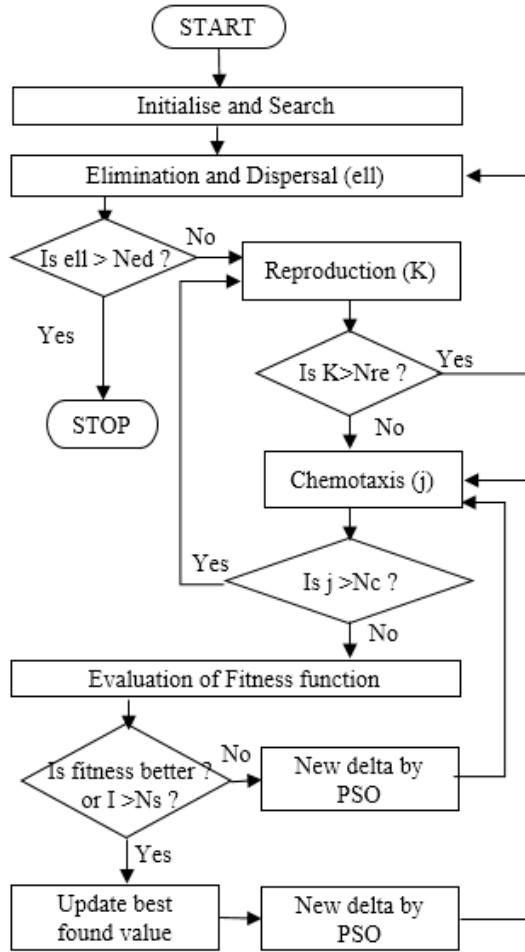 START
Initialise and Search
Elimination and Dispersal (ell)
Is ell > Ned ?
No
Yes
STOP
Reproduction (K)
Is K>Nre ?
Yes
No
Chemotaxis (j)
Is j >Nc ?
Yes
No
Evaluation of Fitness function
Is fitness better ?
or I >Ns ?
No
New delta by
PSO
Yes
Update best
found value
New delta by
PSO